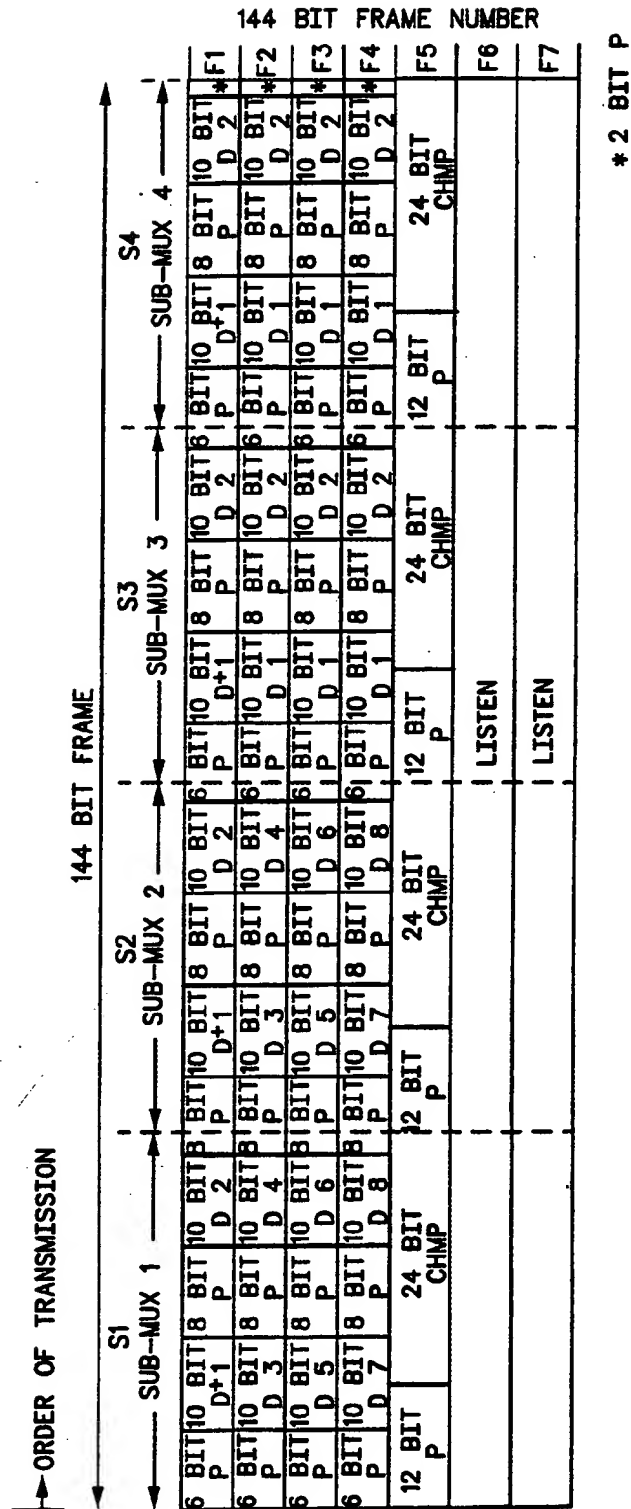 144 BIT FRAME NUMBER
ORDER OF TRANSMISSION
144 BIT FRAME
S1 S2 S3 S4
SUB-MUX 1 SUB-MUX 2 SUB-MUX 3 SUB-MUX 4
6 BIT 10 BIT 8 BIT 10 BIT 8 BIT 10 BIT 8 BIT 10 BIT 6 BIT 10 BIT 8 BIT 10 BIT 6 BIT 10 BIT 8 BIT 10 BIT *F1
P D+1 P D 2 P D+1 P D 2 P D+1 P D 2 P D+1 P D 2
6 BIT 10 BIT 8 BIT 10 BIT 8 BIT 10 BIT 8 BIT 10 BIT 6 BIT 10 BIT 8 BIT 10 BIT 6 BIT 10 BIT 8 BIT 10 BIT *F2
P D 3 P D 4 P D 3 P D 4 P D 1 P D 2 P D 1 P D 2
6 BIT 10 BIT 8 BIT 10 BIT 8 BIT 10 BIT 8 BIT 10 BIT 6 BIT 10 BIT 8 BIT 10 BIT 6 BIT 10 BIT 8 BIT 10 BIT *F3
P D 5 P D 6 P D 5 P D 6 P D 1 P D 2 P D 1 P D 2
6 BIT 10 BIT 8 BIT 10 BIT 8 BIT 10 BIT 8 BIT 10 BIT 6 BIT 10 BIT 8 BIT 10 BIT 6 BIT 10 BIT 8 BIT 10 BIT *F4
P D 7 P D 8 P D 7 P D 8 P D 1 P D 2 P D 1 P D 2
12 BIT 24 BIT 12 BIT 24 BIT 12 BIT 24 BIT 12 BIT 24 BIT F5
P CHMP P CHMP P CHMP P CHMP
LISTEN F6
LISTEN F7
* 2 BIT P